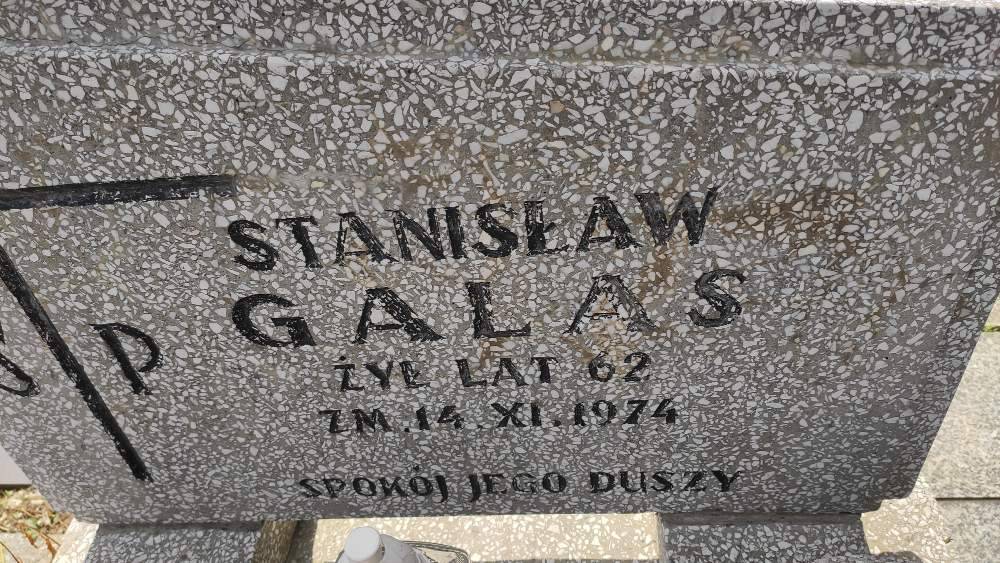 S P
STANISŁAW
GALAS
ŻYŁ LAT 62
ZM. 14. XI. 1974
SPOKÓJ JEGO DUSZY